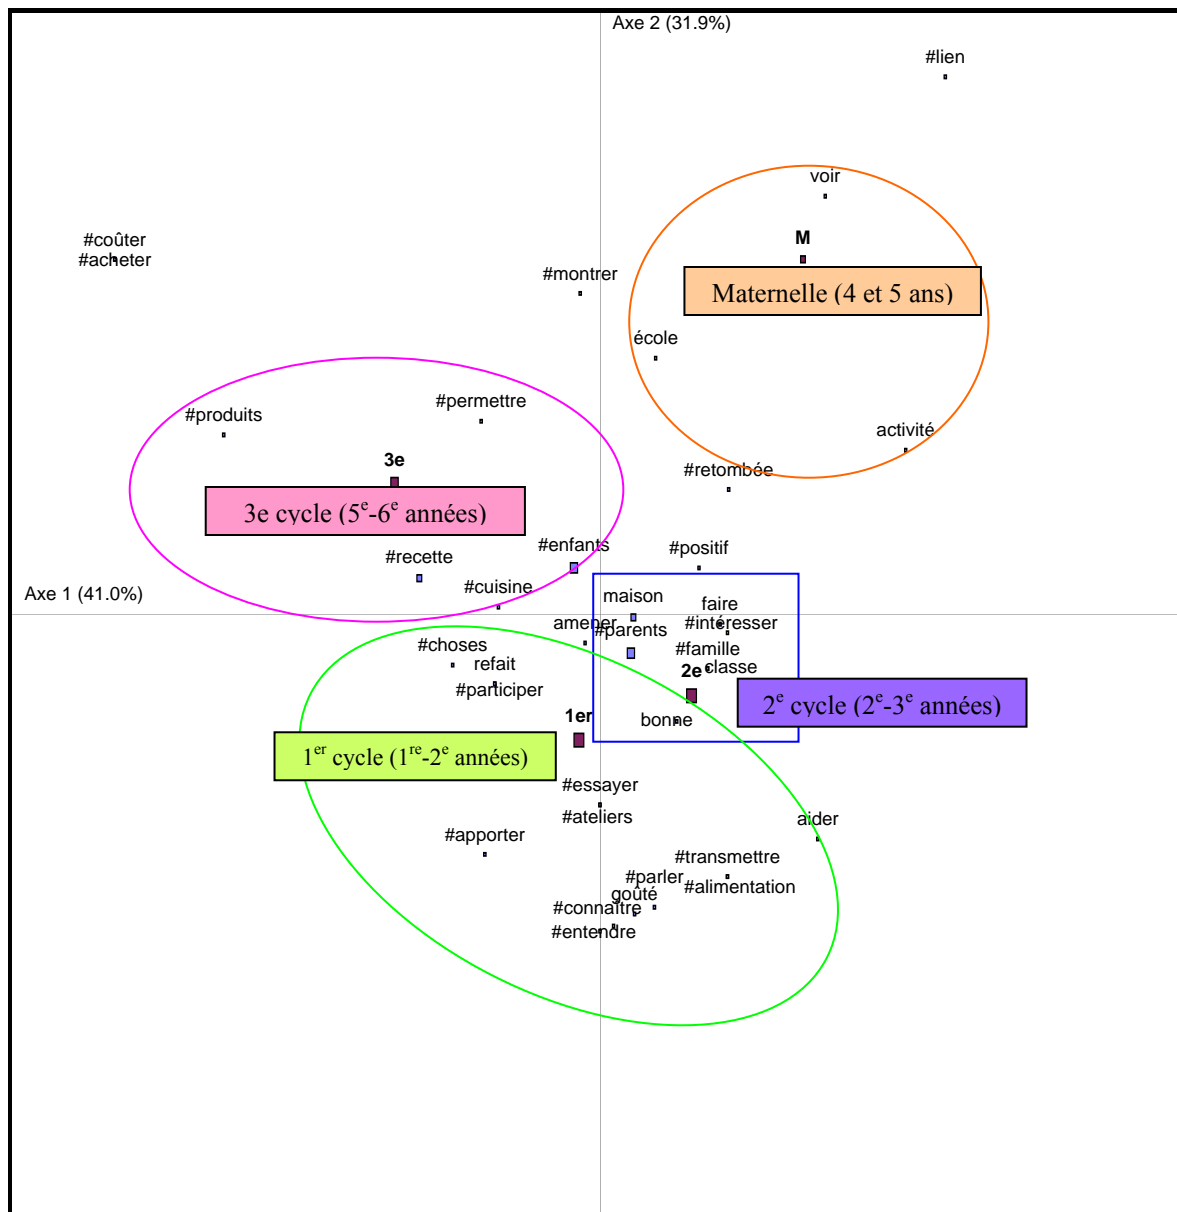 Axe 2 (31.9%)
#lien
voir
#coûter
#acheter
M
#montrer
Maternelle (4 et 5 ans)
école
#produits
#permettre
activité
3e
#retombée
3e cycle (5e-6e années)
#enfants
#positif
#recette
#cuisine
Axe 1 (41.0%)
maison
faire
amener
#intéresser
#parents
#choses
refait
#famille
classe
#participer
2e
2e cycle (2e-3e années)
1er
bonne
1er cycle (1re-2e années)
#essayer
#ateliers
aider
#apporter
#transmettre
#parler
#alimentation
goûté
#connaître
#entendre